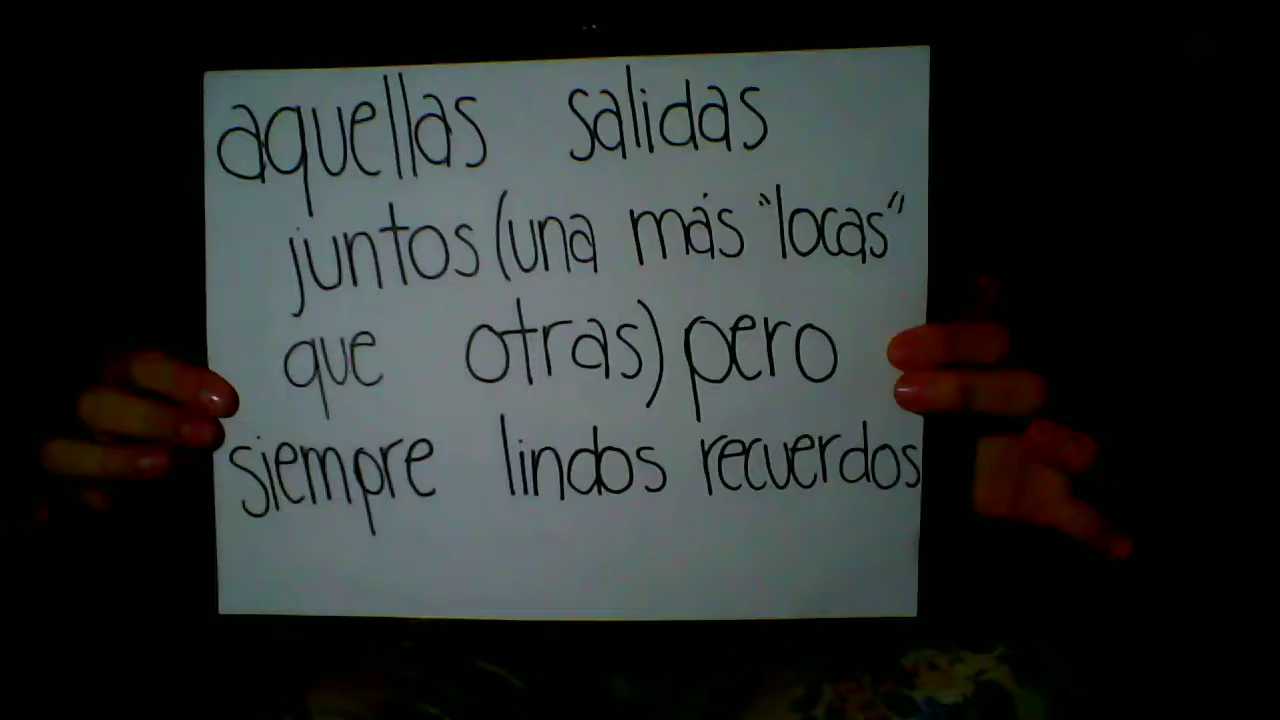 aquellas salidas
juntos (una más "locas"
que otras) pero
siempre lindos recuerdos